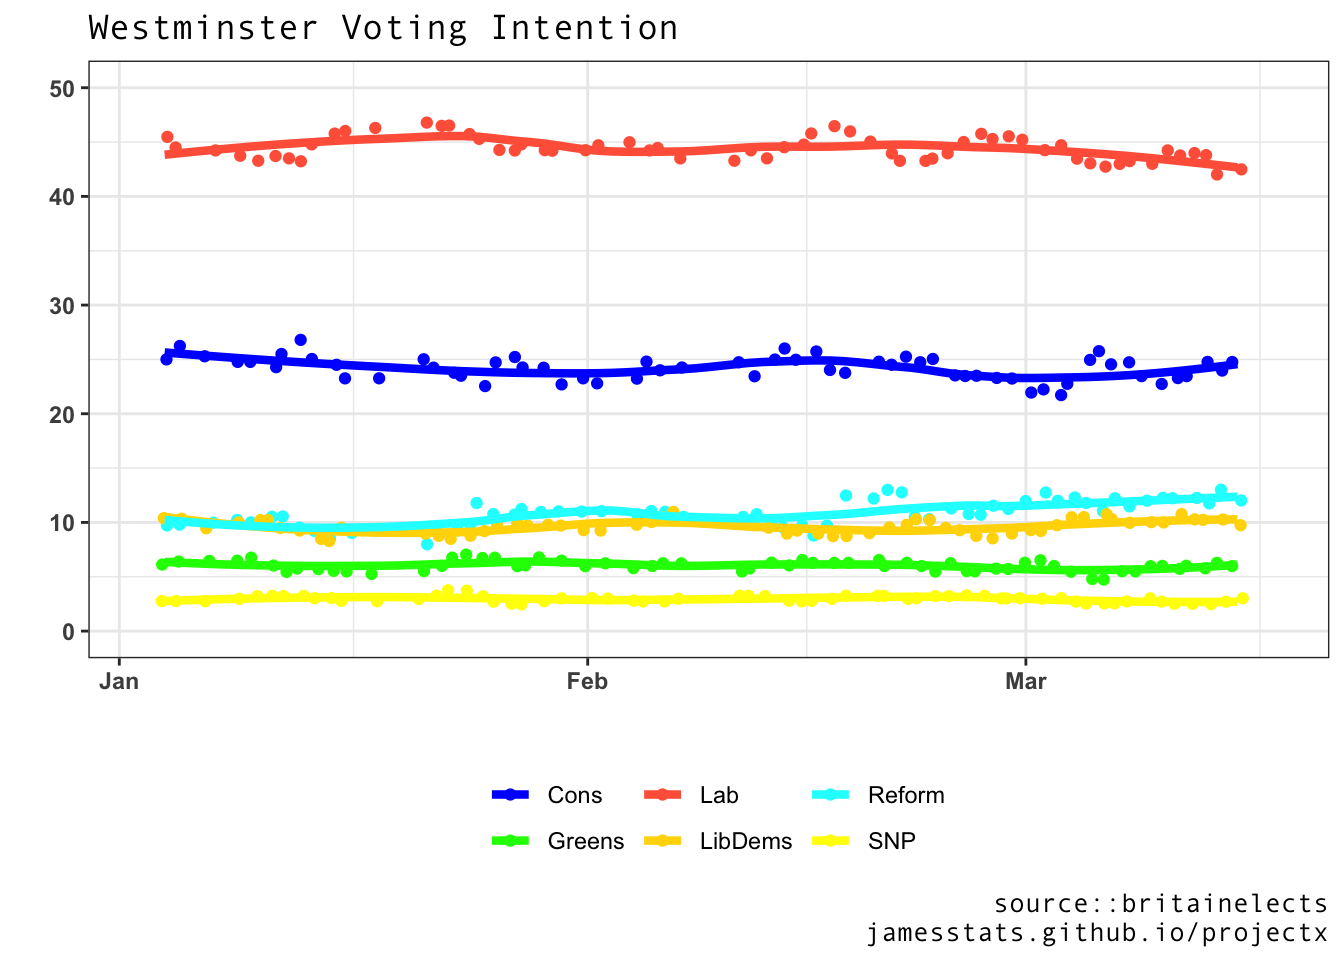 Westminster Voting Intention
50
40
30
20
10
0
Jan Feb Mar
Cons Lab Reform
Greens LibDems SNP
source::britainelects
jamesstats.github.io/projectx